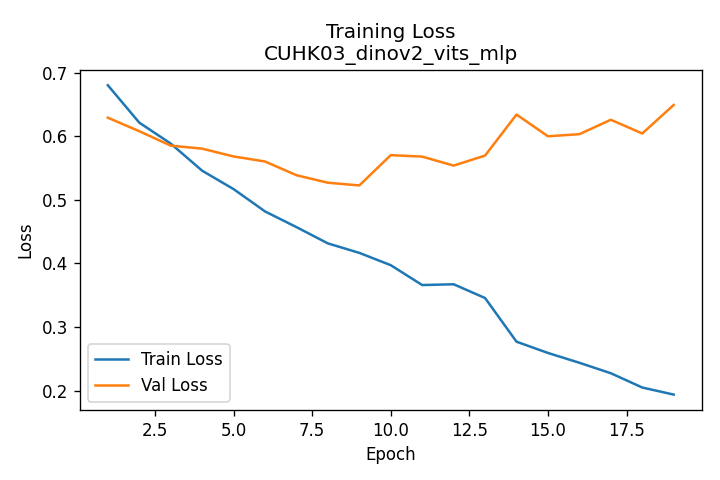 Training Loss
CUHK03_dinov2_vits_mlp
0.7
0.6
0.5
0.4
0.3
0.2
Loss
Train Loss
Val Loss
2.5 5.0 7.5 10.0 12.5 15.0 17.5
Epoch